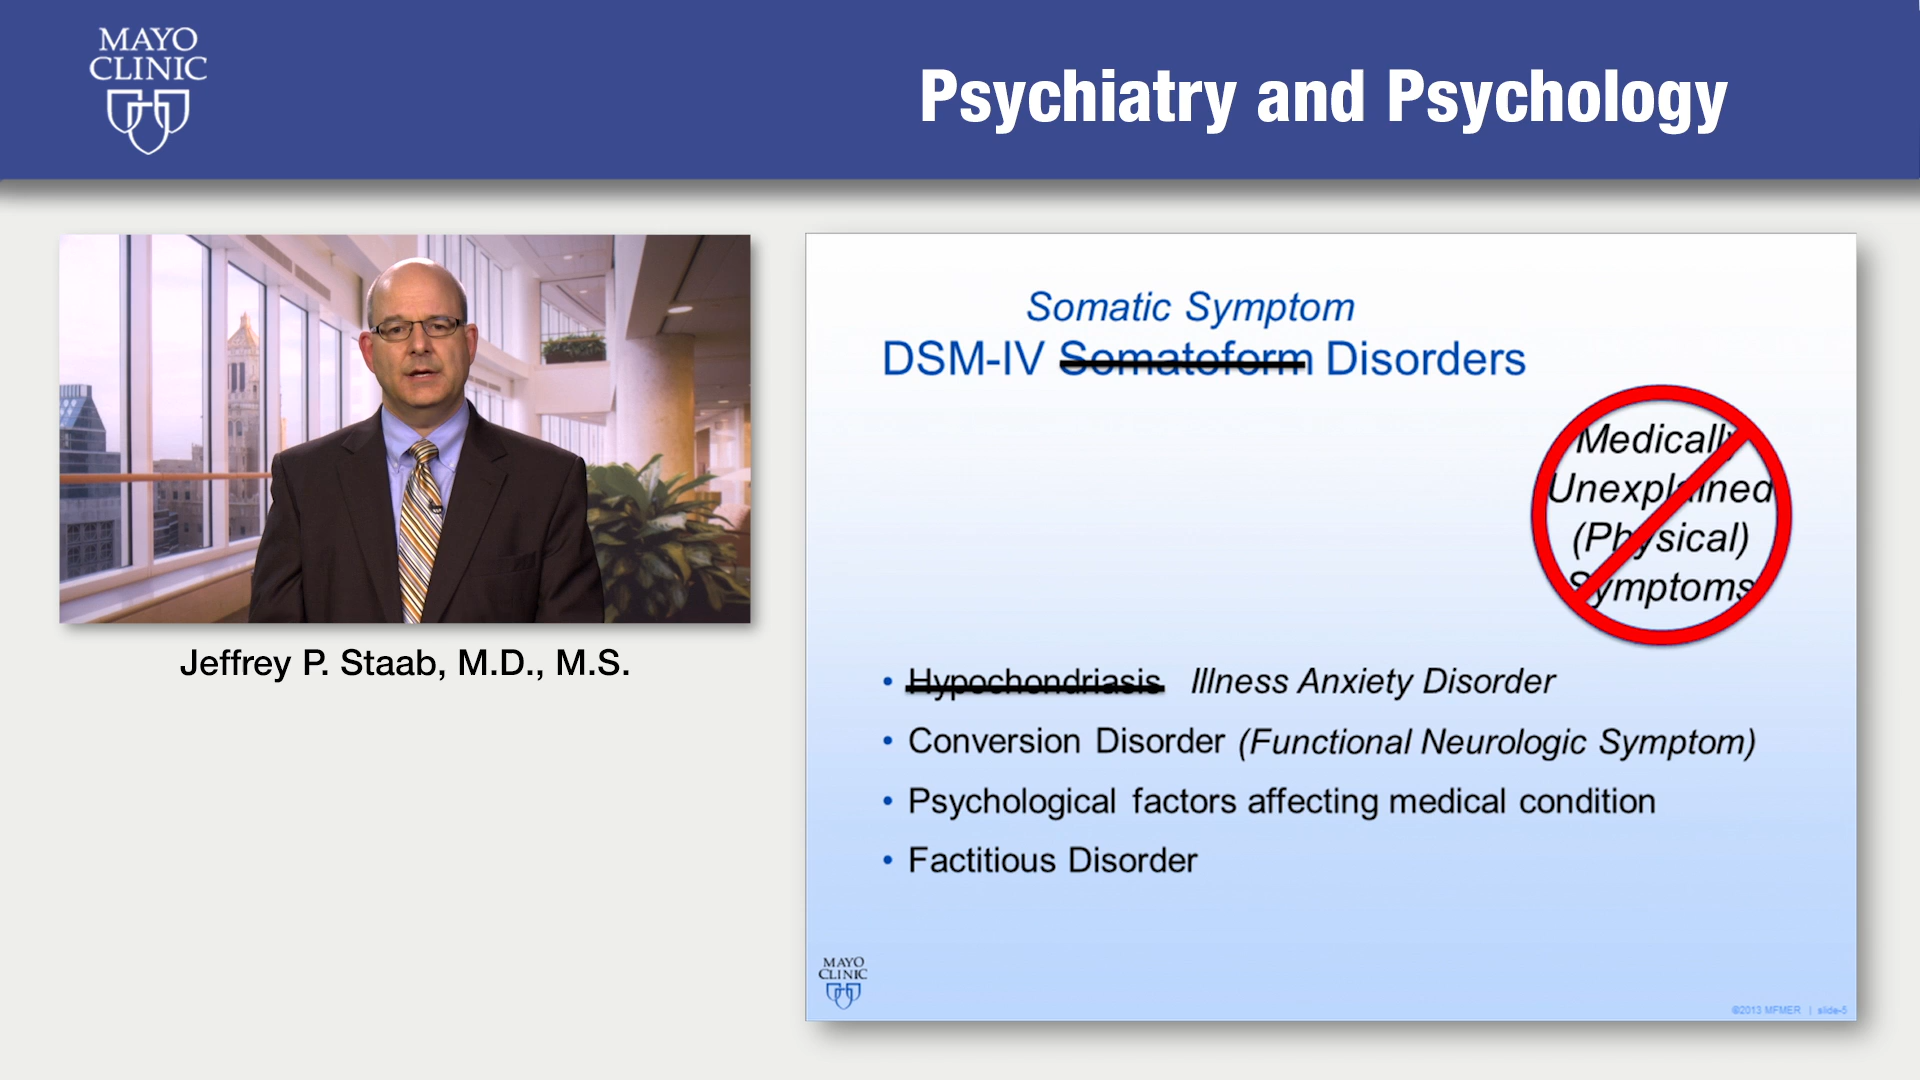 MAYO
CLINIC
Psychiatry and Psychology
Jeffrey P. Staab, M.D., M.S.
Somatic Symptom
DSM-IV Somatoform Disorders
Medically
Unexplained
(Physical)
Symptoms
• Hypochondriasis Illness Anxiety Disorder
• Conversion Disorder (Functional Neurologic Symptom)
• Psychological factors affecting medical condition
• Factitious Disorder
MAYO
CLINIC
©2013 MFMER | slide-5